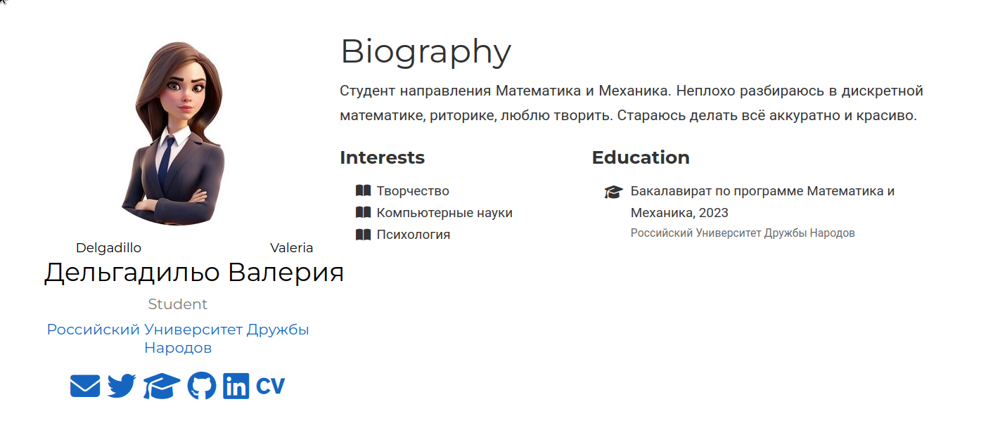 Biography
Студент направления Математика и Механика. Неплохо разбираюсь в дискретной
математике, риторике, люблю творить. Стараюсь делать всё аккуратно и красиво.
Interests
Творчество
Компьютерные науки
Психология
Education
Бакалавират по программе Математика и
Механика, 2023
Российский Университет Дружбы Народов
Delgadillo Valeria
Дельгадильо Валерия
Student
Российский Университет Дружбы
Народов
in CV